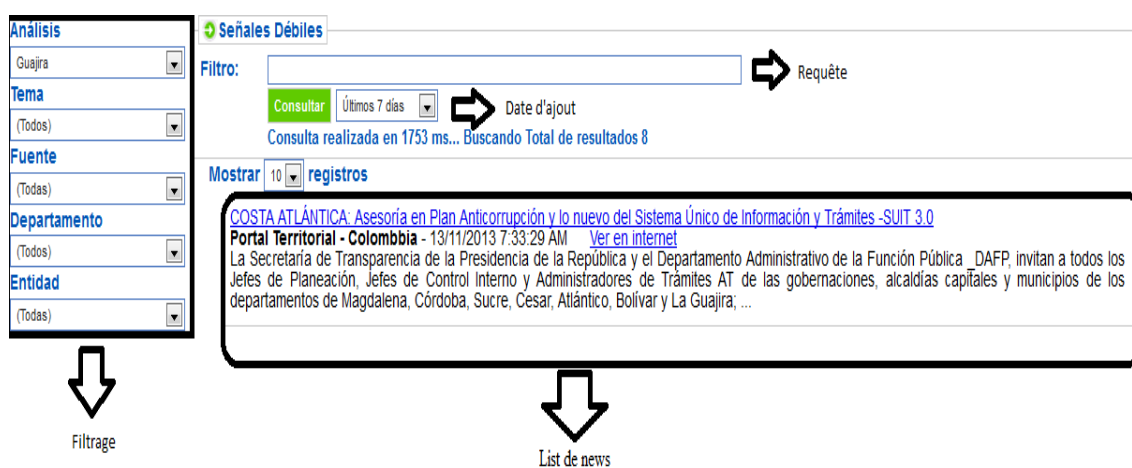 Análisis
Guajira
Tema
(Todos)
Fuente
(Todas)
Departamento
(Todos)
Entidad
(Todas)
Filtrage
Señales Débiles
Filtro:
Requête
Consultar Últimos 7 días Date d'ajout
Consulta realizada en 1753 ms... Buscando Total de resultados 8
Mostrar 10 registros
COSTA ATLÁNTICA: Asesoría en Plan Anticorrupción y lo nuevo del Sistema Único de Información y Trámites -SUIT 3.0
Portal Territorial - Colombbia - 13/11/2013 7:33:29 AM Ver en internet
La Secretaría de Transparencia de la Presidencia de la República y el Departamento Administrativo de la Función Pública _DAFP, invitan a todos los
Jefes de Planeación, Jefes de Control Interno y Administradores de Trámites AT de las gobernaciones, alcaldías capitales y municipios de los
departamentos de Magdalena, Córdoba, Sucre, Cesar, Atlántico, Bolívar y La Guajira; ...
List de news